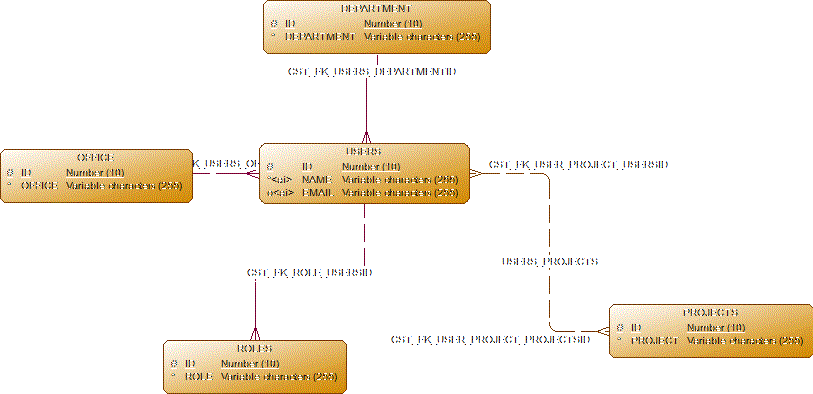 DEPARTMENT
ID Number (10)
* DEPARTMENT Variable characters (255)
CST_FK_USERS_DEPARTMENTID
OFFICE
ID Number (10)
* OFFICE Variable characters (255)
K_USERS_OF
USERS
ID Number (10)
*<ai> NAME Variable characters (255)
o<ai> EMAIL Variable characters (255)
CST_FK_USER_PROJECT_USERSID
USERS_PROJECTS
CST_FK_ROLE_USERSID
CST_FK_USER_PROJECT_PROJECTSID
PROJECTS
ID Number (10)
* PROJECT Variable characters (255)
ROLES
ID Number (10)
* ROLE Variable characters (255)